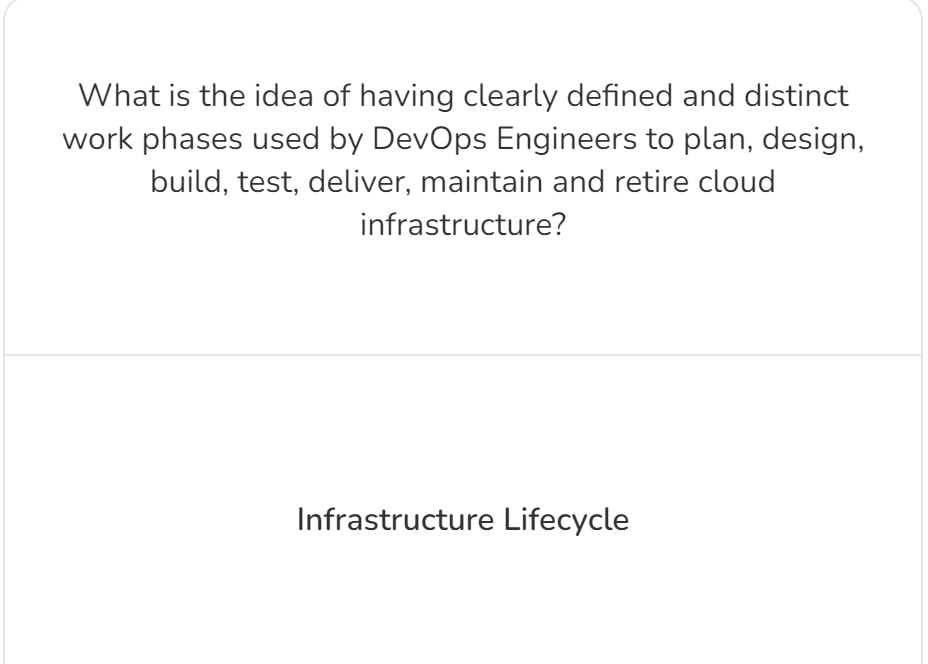 What is the idea of having clearly defined and distinct
work phases used by DevOps Engineers to plan, design,
build, test, deliver, maintain and retire cloud
infrastructure?
Infrastructure Lifecycle